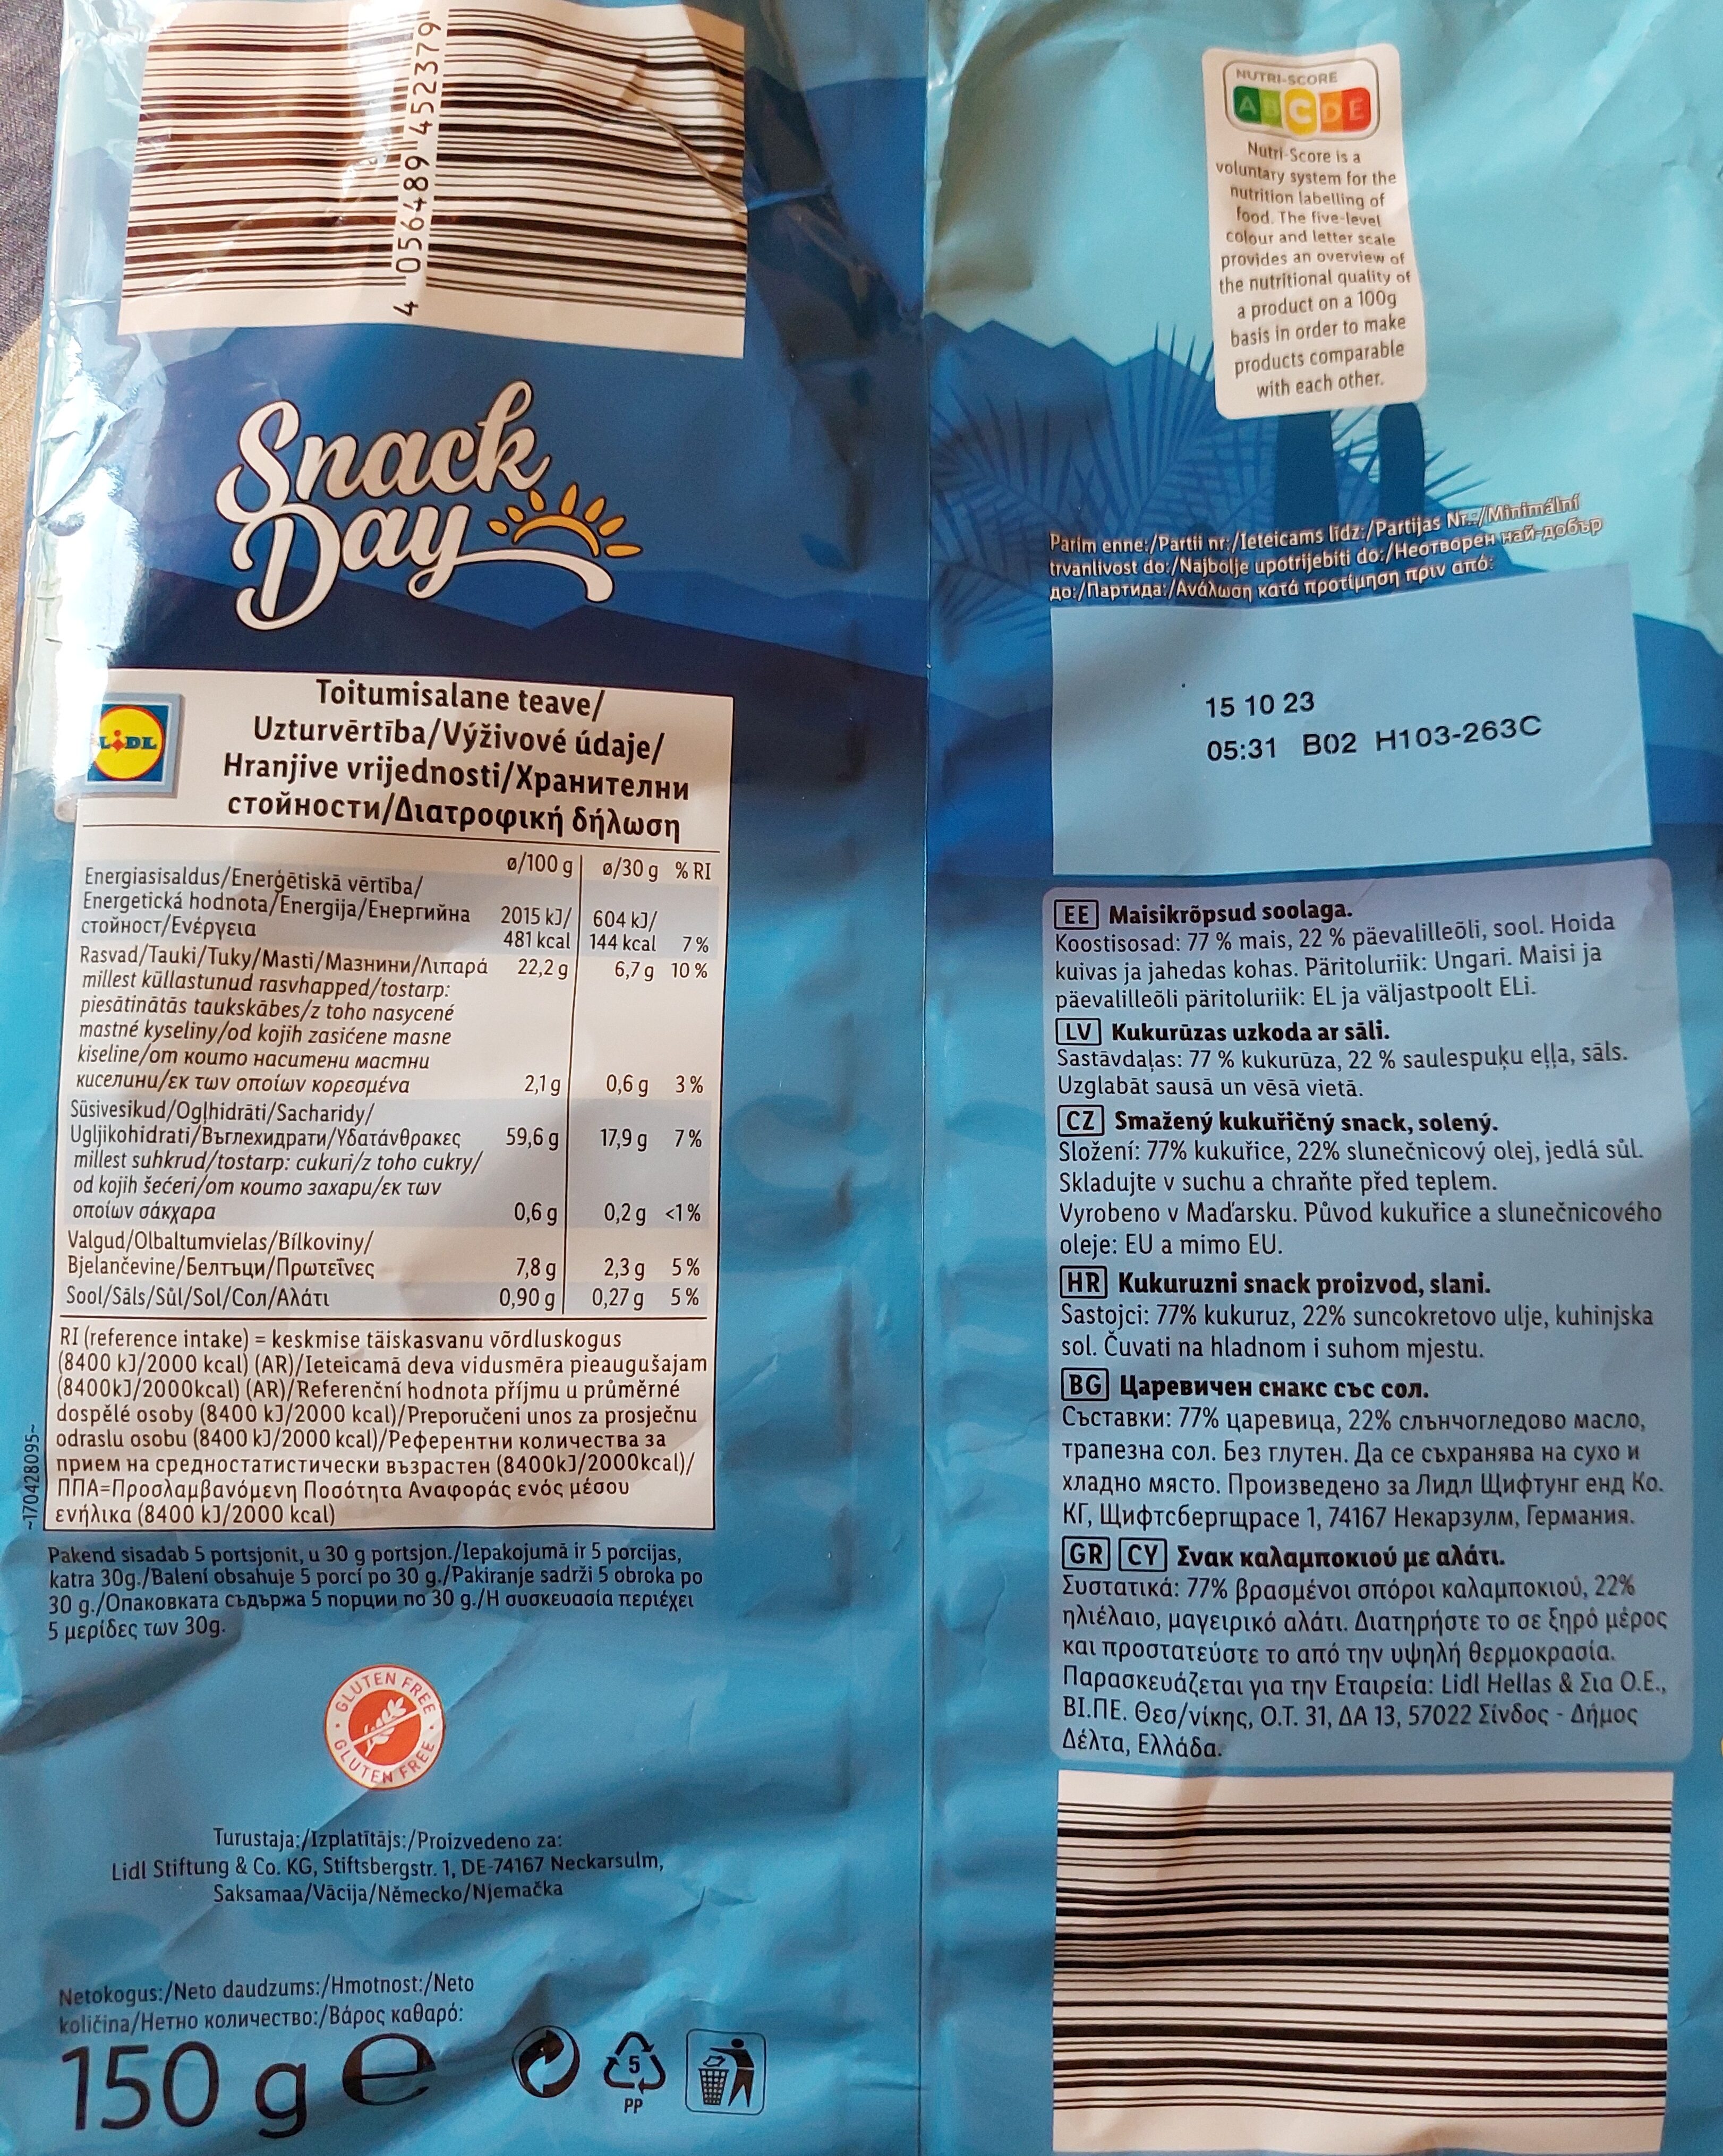 4 056489 452379
Snack
Day
LIDL
Toitumisalane teave/
Uzturvērtība/Výživové údaje/
Hranjive vrijednosti/Хранителни
стойности/Διατροφική δήλωση
ø/100 g ø/30 g % RI
Energiasisaldus/Enerģētiskā vērtība/
Energetická hodnota/Energija/Енергийна
стойност/Ενέργεια
2015 kJ/ 604 kJ/
481 kcal 144 kcal 7 %
Rasvad/Tauki/Tuky/Masti/Мазнини/Λιπαρά 22,2 g 6,7 g 10 %
millest küllastunud rasvhapped/tostarp:
piesātinātās taukskābes/z toho nasycené
mastné kyseliny/od kojih zasićene masne
kiseline/от които наситени мастни
киселини/εκ των οποίων κορεσμένα 2,1 g 0,6 g 3 %
Süsivesikud/Ogļhidrāti/Sacharidy/
Ugljikohidrati/Въглехидрати/Υδατάνθρακες 59,6 g 17,9 g 7 %
millest suhkrud/tostarp: cukuri/z toho cukry/
od kojih šećeri/от които захари/εκ των
οποίων σάκχαρα 0,6 g 0,2 g <1 %
Valgud/Olbaltumvielas/Bílkoviny/
Bjelančevine/Белтъци/Πρωτεΐνες 7,8 g 2,3 g 5 %
Sool/Sāls/Sůl/Sol/Сол/Αλάτι 0,90 g 0,27 g 5 %
RI (reference intake) = keskmise täiskasvanu võrdluskogus
(8400 kJ/2000 kcal) (AR)/Ieteicamā deva vidusmēra pieaugušajam
(8400kJ/2000kcal) (AR)/Referenční hodnota příjmu u průměrné
dospělé osoby (8400 kJ/2000 kcal)/Preporučeni unos za prosječnu
odraslu osobu (8400 kJ/2000 kcal)/Референтни количества за
прием на средностатистически възрастен (8400kJ/2000kcal)/
ΠΠΑ=Προσλαμβανόμενη Ποσότητα Αναφοράς ενός μέσου
ενήλικα (8400 kJ/2000 kcal)
~170428095~
Pakend sisadab 5 portsjonit, u 30 g portsjon./Iepakojumā ir 5 porcijas,
katra 30g./Balení obsahuje 5 porcí po 30 g./Pakiranje sadrži 5 obroka po
30 g./Опаковката съдържа 5 порции по 30 g./Η συσκευασία περιέχει
5 μερίδες των 30g.
GLUTEN FREE
GLUTEN FREE
Turustaja:/Izplatītājs:/Proizvedeno za:
Lidl Stiftung & Co. KG, Stiftsbergstr. 1, DE-74167 Neckarsulm,
Saksamaa/Vācija/Německo/Njemačka
Netokogus:/Neto daudzums:/Hmotnost:/Neto
količina/Нетно количество:/Βάρος καθαρό:
150 g e
5
PP
NUTRI-SCORE
A B C D E
Nutri-Score is a
voluntary system for the
nutrition labelling of
food. The five-level
colour and letter scale
provides an overview of
the nutritional quality of
a product on a 100g
basis in order to make
products comparable
with each other.
Parim enne:/Partii nr:/Ieteicams līdz:/Partijas Nr.:/Minimální
trvanlivost do:/Najbolje upotrijebiti do:/Неотворен най-добър
до:/Партида:/Ανάλωση κατά προτίμηση πριν από:
15 10 23
05:31 B02 H103-263C
EE Maisikrõpsud soolaga.
Koostisosad: 77 % mais, 22 % päevalilleõli, sool. Hoida
kuivas ja jahedas kohas. Päritoluriik: Ungari. Maisi ja
päevalilleõli päritoluriik: EL ja väljastpoolt ELi.
LV Kukurūzas uzkoda ar sāli.
Sastāvdaļas: 77 % kukurūza, 22 % saulespuķu eļļa, sāls.
Uzglabāt sausā un vēsā vietā.
CZ Smažený kukuřičný snack, solený.
Složení: 77% kukuřice, 22% slunečnicový olej, jedlá sůl.
Skladujte v suchu a chraňte před teplem.
Vyrobeno v Maďarsku. Původ kukuřice a slunečnicového
oleje: EU a mimo EU.
HR Kukuruzni snack proizvod, slani.
Sastojci: 77% kukuruz, 22% suncokretovo ulje, kuhinjska
sol. Čuvati na hladnom i suhom mjestu.
BG Царевичен снакс със сол.
Съставки: 77% царевица, 22% слънчогледово масло,
трапезна сол. Без глутен. Да се съхранява на сухо и
хладно място. Произведено за Лидл Щифтунг енд Ко.
КГ, Щифтсбергщрасе 1, 74167 Некарзулм, Германия.
GR CY Σνακ καλαμποκιού με αλάτι.
Συστατικά: 77% βρασμένοι σπόροι καλαμποκιού, 22%
ηλιέλαιο, μαγειρικό αλάτι. Διατηρήστε το σε ξηρό μέρος
και προστατεύστε το από την υψηλή θερμοκρασία.
Παρασκευάζεται για την Εταιρεία: Lidl Hellas & Σια Ο.Ε.,
ΒΙ.ΠΕ. Θεσ/νίκης, Ο.Τ. 31, ΔΑ 13, 57022 Σίνδος - Δήμος
Δέλτα, Ελλάδα.